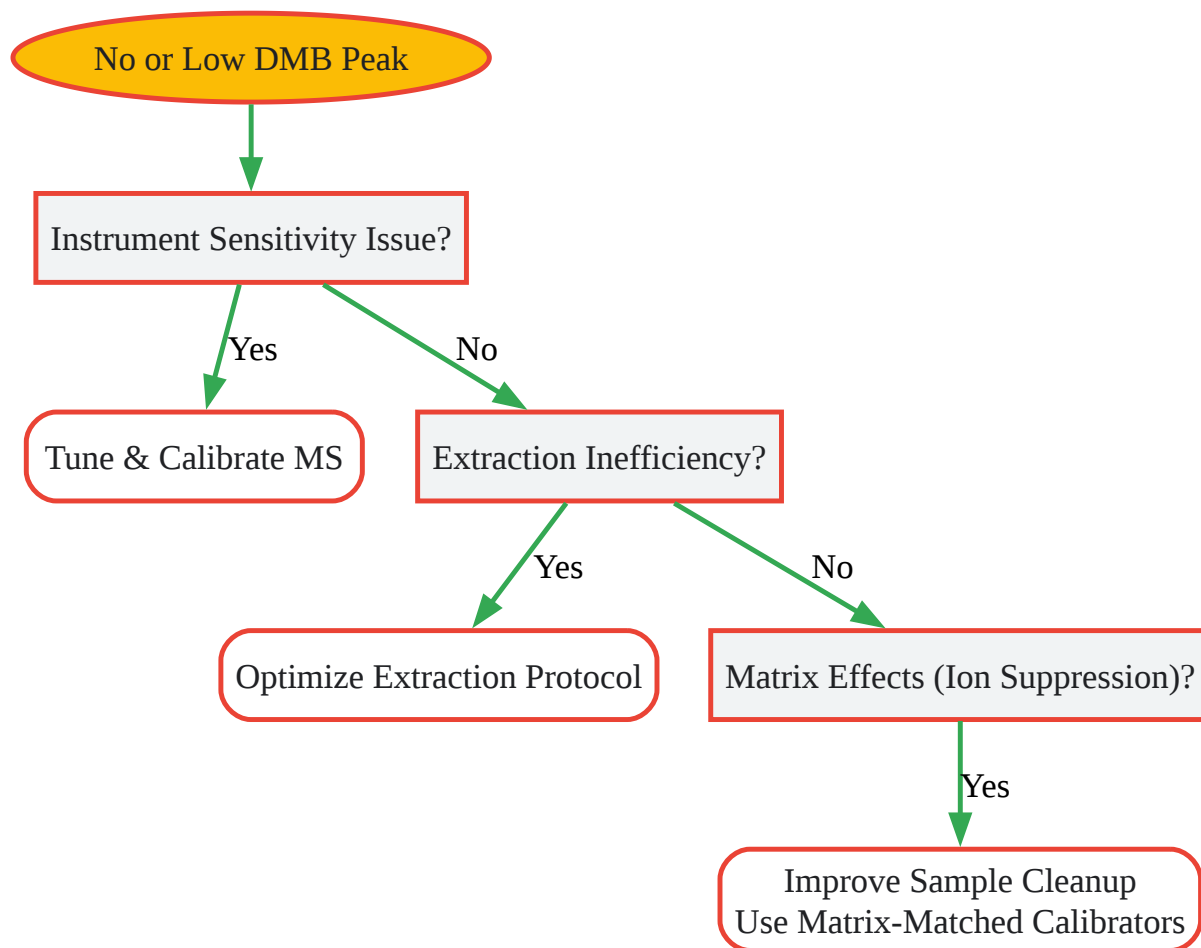 No or Low DMB Peak
Instrument Sensitivity Issue?
Yes
No
Tune & Calibrate MS
Extraction Inefficiency?
Yes
No
Optimize Extraction Protocol
Matrix Effects (Ion Suppression)?
Yes
Improve Sample Cleanup
Use Matrix-Matched Calibrators